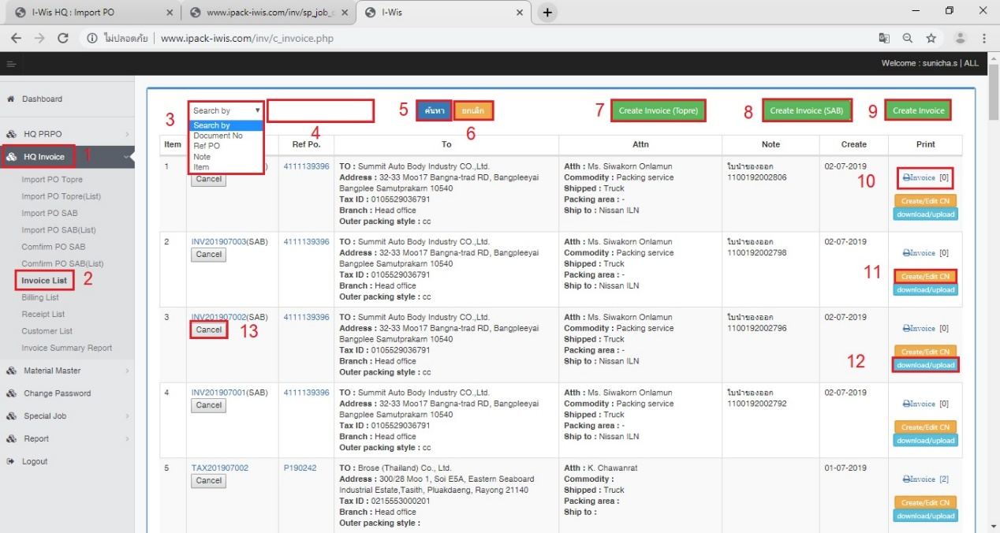 I-Wis HQ : Import PO
www.ipack-iwis.com/inv/sp_job_c
I-Wis
ไม่ปลอดภัย | www.ipack-iwis.com/inv/c_invoice.php
Welcome : sunicha.s | ALL
Dashboard
HQ PRPO
HQ Invoice 1
Import PO Topre
Import PO Topre(List)
Import PO SAB
Import PO SAB(List)
Comfirm PO SAB
Comfirm PO SAB(List)
Invoice List 2
Billing List
Receipt List
Customer List
Invoice Summary Report
Material Master
Change Password
Special Job
Report
Logout
3 Search by 4 5 ค้นหา ยกเลิก 6 7 Create Invoice (Topre) 8 Create Invoice (SAB) 9 Create Invoice
Search by
Document No
Ref PO
Note
Item
Item Ref Po. To Attn Note Create Print
1 ) 4111139396 TO : Summit Auto Body Industry CO.,Ltd. Atth : Ms. Siwakorn Onlamun ใบนำของออก 02-07-2019
Cancel Address : 32-33 Moo17 Bangna-trad RD, Bangpleeyai Commodity : Packing service 1100192002806 10 Invoice [0]
Bangplee Samutprakarn 10540 Shipped : Truck
Tax ID : 0105529036791 Packing area : - Create/Edit CN
Branch : Head office Ship to : Nissan ILN download/upload
Outer packing style : cc
2 INV201907003(SAB) 4111139396 TO : Summit Auto Body Industry CO.,Ltd. Atth : Ms. Siwakorn Onlamun ใบนำของออก 02-07-2019
Cancel Address : 32-33 Moo17 Bangna-trad RD, Bangpleeyai Commodity : Packing service 1100192002798 Invoice [0]
Bangplee Samutprakarn 10540 Shipped : Truck
Tax ID : 0105529036791 Packing area : - 11 Create/Edit CN
Branch : Head office Ship to : Nissan ILN download/upload
Outer packing style : cc
3 INV201907002(SAB) 4111139396 TO : Summit Auto Body Industry CO.,Ltd. Atth : Ms. Siwakorn Onlamun ใบนำของออก 02-07-2019
Cancel 13 Address : 32-33 Moo17 Bangna-trad RD, Bangpleeyai Commodity : Packing service 1100192002796 Invoice [0]
Bangplee Samutprakarn 10540 Shipped : Truck
Tax ID : 0105529036791 Packing area : - Create/Edit CN
Branch : Head office Ship to : Nissan ILN 12 download/upload
Outer packing style : cc
4 INV201907001(SAB) 4111139396 TO : Summit Auto Body Industry CO.,Ltd. Atth : Ms. Siwakorn Onlamun ใบนำของออก 02-07-2019
Cancel Address : 32-33 Moo17 Bangna-trad RD, Bangpleeyai Commodity : Packing service 1100192002792 Invoice [0]
Bangplee Samutprakarn 10540 Shipped : Truck
Tax ID : 0105529036791 Packing area : - Create/Edit CN
Branch : Head office Ship to : Nissan ILN download/upload
Outer packing style : cc
5 TAX201907002 P190242 TO : Brose (Thailand) Co., Ltd. Atth : K. Chawanrat 01-07-2019
Cancel Address : 300/28 Moo 1, Soi E5A, Eastern Seaboard Commodity : Invoice [2]
Industrial Estate,Tasith, Pluakdaeng, Rayong 21140 Shipped : Truck
Tax ID : 0215553000201 Packing area : Create/Edit CN
Branch : Head office Ship to : download/upload
Outer packing style :